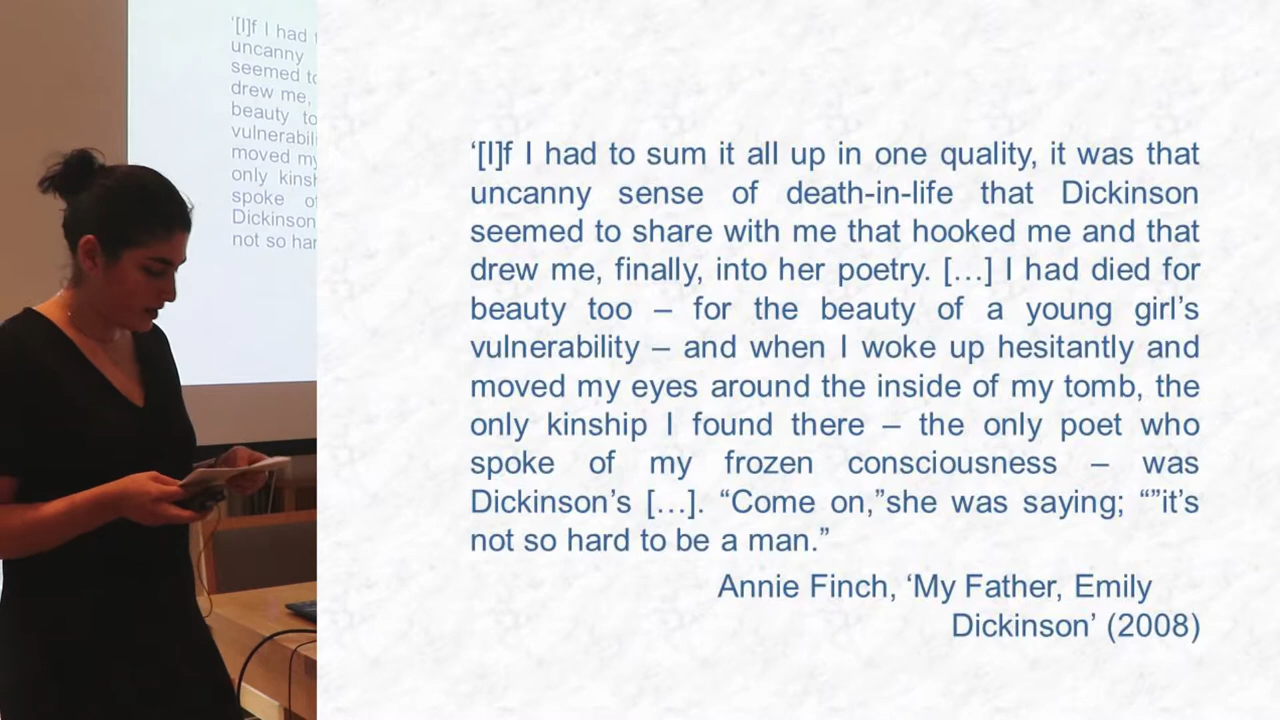 ‘[I]f I had
uncanny
seemed to
drew me,
beauty to
vulnerabili
moved my
only kinsh
spoke of
Dickinson
not so har
‘[I]f I had to sum it all up in one quality, it was that
uncanny sense of death-in-life that Dickinson
seemed to share with me that hooked me and that
drew me, finally, into her poetry. […] I had died for
beauty too – for the beauty of a young girl’s
vulnerability – and when I woke up hesitantly and
moved my eyes around the inside of my tomb, the
only kinship I found there – the only poet who
spoke of my frozen consciousness – was
Dickinson’s […]. “Come on,”she was saying; “”it’s
not so hard to be a man.”
Annie Finch, ‘My Father, Emily
Dickinson’ (2008)